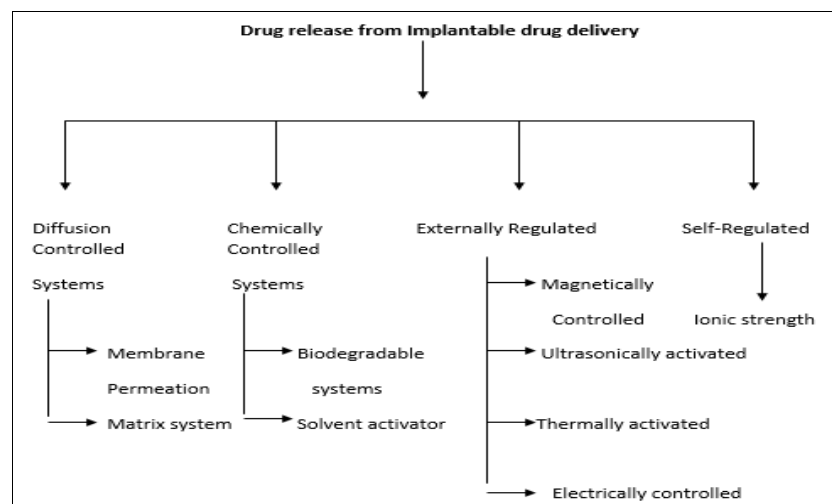 Drug release from Implantable drug delivery
Diffusion
Controlled
Systems
Membrane
Permeation
Matrix system
Chemically
Controlled
Systems
Biodegradable
systems
Solvent activator
Externally Regulated
Magnetically
Controlled
Ultrasonically activated
Thermally activated
Electrically controlled
Self-Regulated
Ionic strength